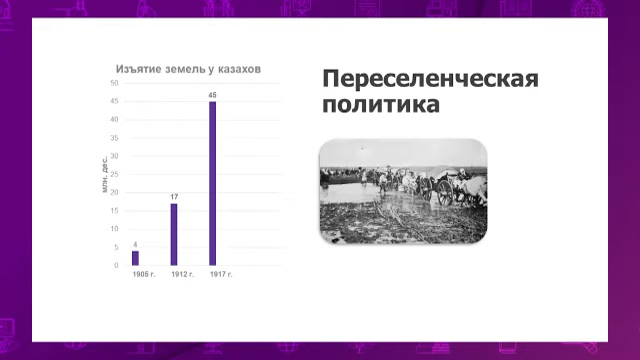 Изъятие земель у казахов
50
45
40
35
30
25
20
15
10
5
0
млн. дес.
4
17
45
1905 г.
1912 г.
1917 г.
Переселенческая
политика